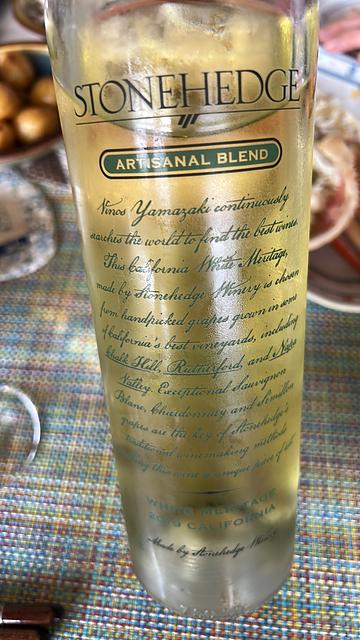 STONEHEDGE
ARTISANAL BLEND
Vinos Yamazaki continuously
searches the world to find the best wines.
This California White Meritage,
made by Stonehedge Winery is chosen
from handpicked grapes grown in some
of California's best vineyards, including
Chalk Hill, Rutherford, and Napa
Valley. Exceptional Sauvignon
Blanc, Chardonnay and Semillon
grapes are the key of Stonehedge's
traditional winemaking methods
this wine a unique piece of art.
WHITE MERITAGE
CALIFORNIA
Made by Stonehedge Winery